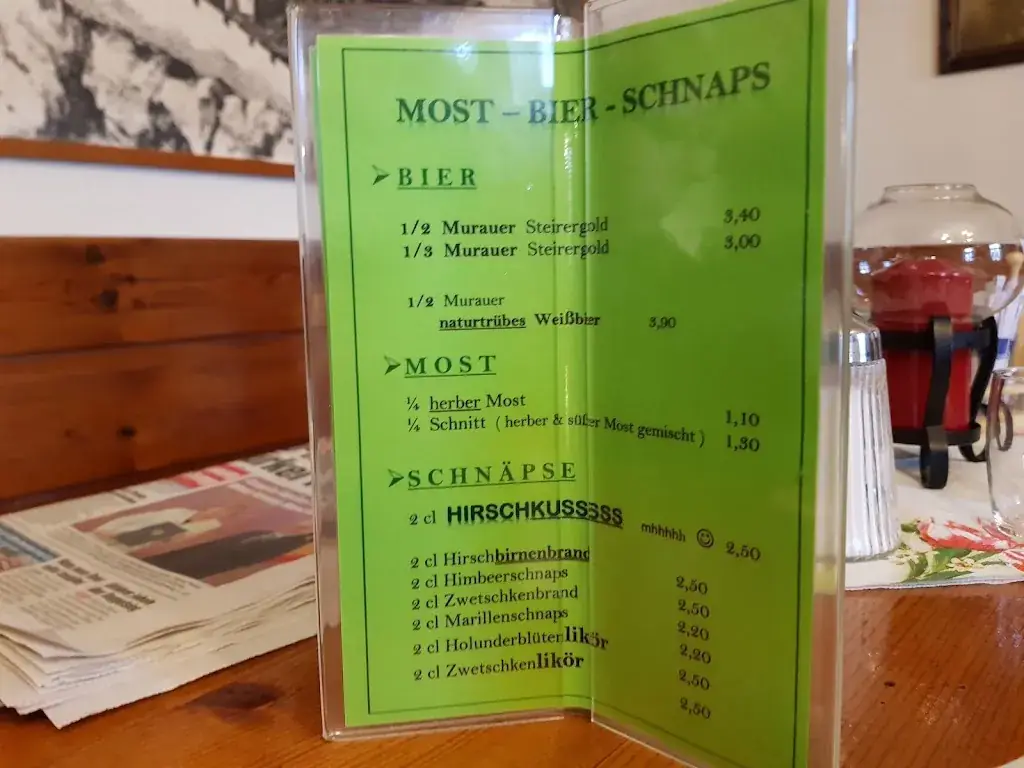 MOST – BIER - SCHNAPS
➢ BIER
1/2 Murauer Steirergold 3,40
1/3 Murauer Steirergold 3,00
1/2 Murauer
naturtrübes Weißbier 3,90
➢ MOST
¼ herber Most 1,10
¼ Schnitt ( herber & süßer Most gemischt ) 1,30
➢ SCHNÄPSE
2 cl HIRSCHKUSSSSS mhhhhh ☺ 2,50
2 cl Hirschbirnenbrand 2,50
2 cl Himbeerschnaps 2,50
2 cl Zwetschkenbrand 2,20
2 cl Marillenschnaps 2,20
2 cl Holunderblütenlikör 2,50
2 cl Zwetschkenlikör 2,50